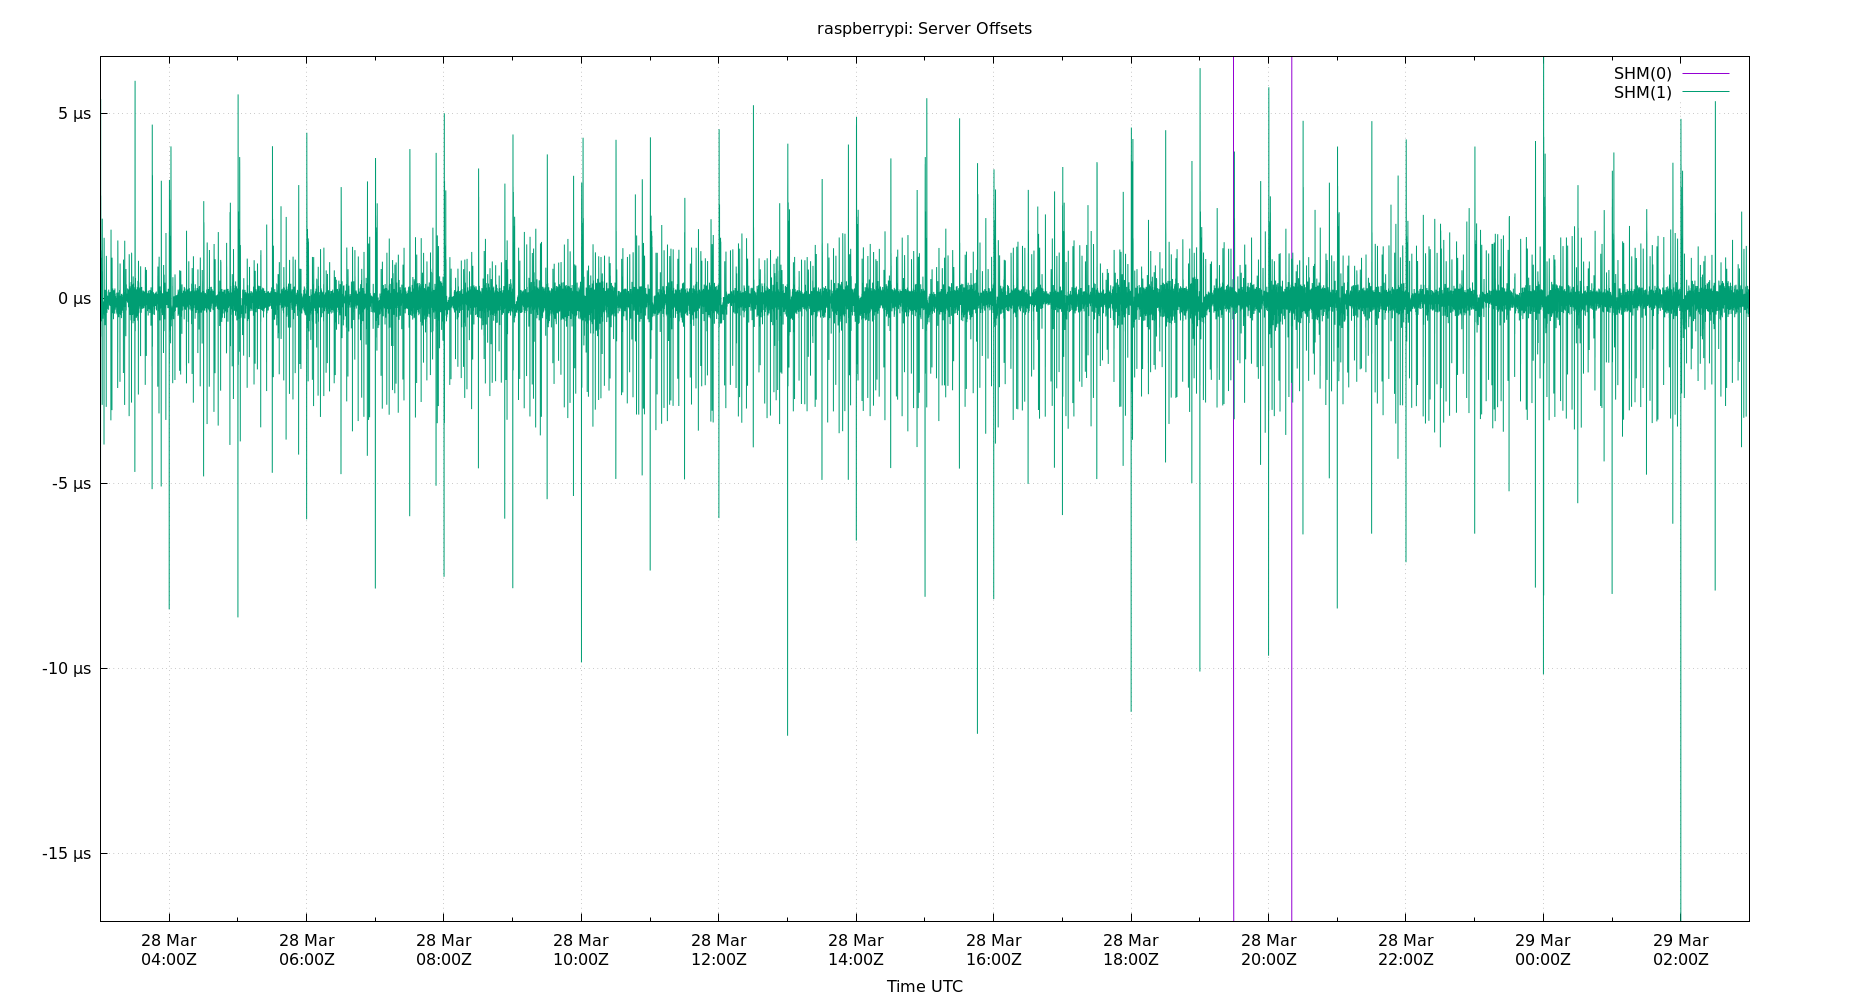 raspberrypi: Server Offsets
SHM(0)
SHM(1)
5 µs
0 µs
-5 µs
-10 µs
-15 µs
28 Mar 28 Mar 28 Mar 28 Mar 28 Mar 28 Mar 28 Mar 28 Mar 28 Mar 28 Mar 29 Mar 29 Mar
04:00Z 06:00Z 08:00Z 10:00Z 12:00Z 14:00Z 16:00Z 18:00Z 20:00Z 22:00Z 00:00Z 02:00Z
Time UTC